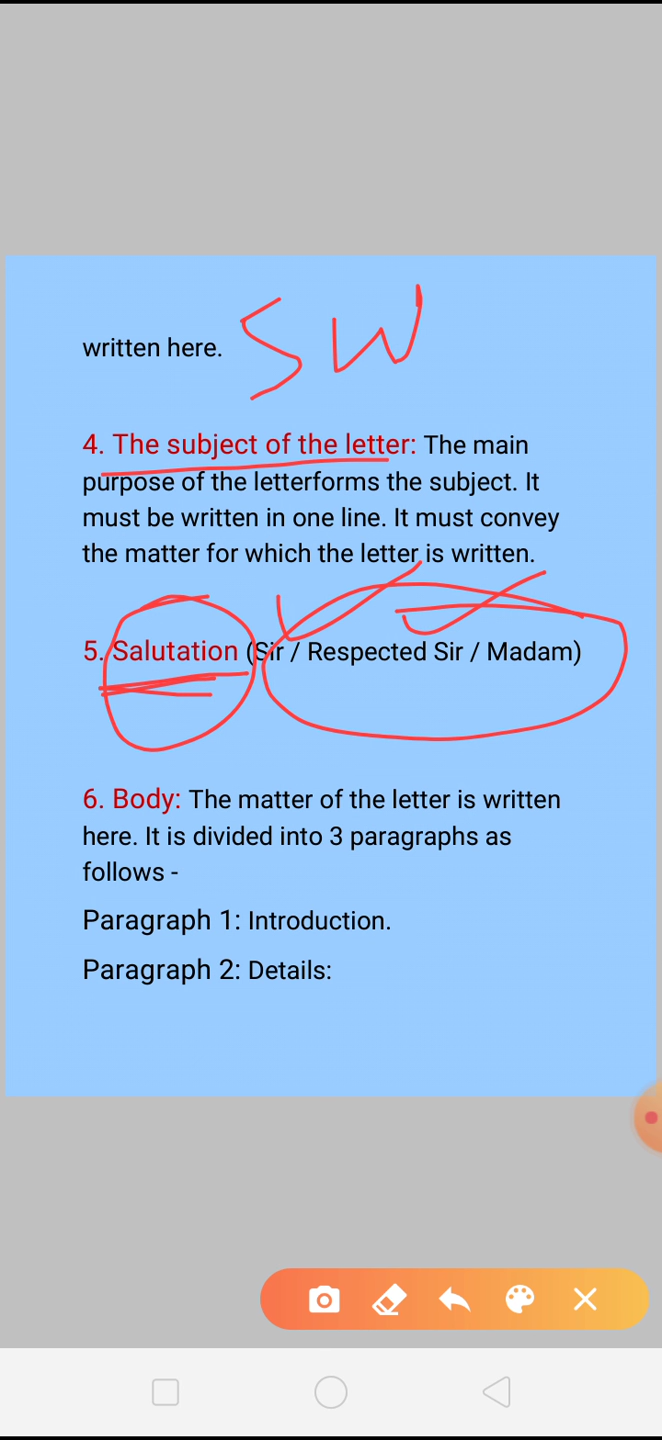 written here. SW
4. The subject of the letter: The main
purpose of the letterforms the subject. It
must be written in one line. It must convey
the matter for which the letter is written.
5. Salutation (Sir / Respected Sir / Madam)
6. Body: The matter of the letter is written
here. It is divided into 3 paragraphs as
follows -
Paragraph 1: Introduction.
Paragraph 2: Details: